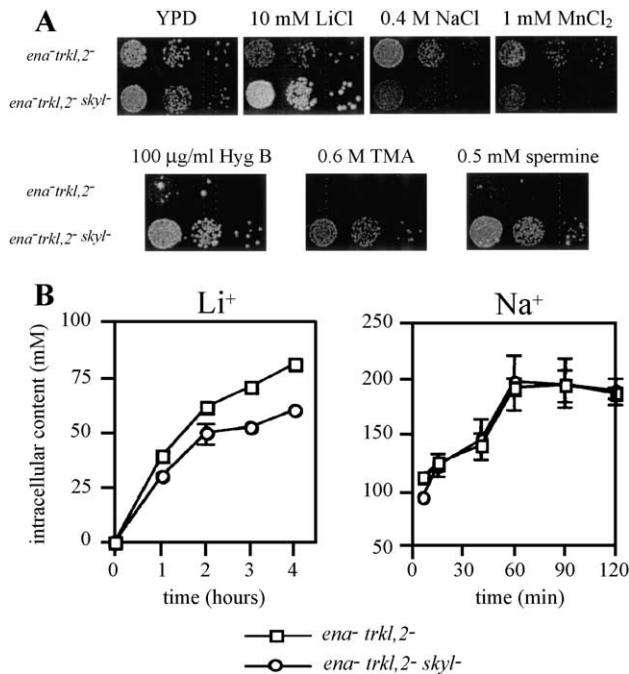 A
YPD 10 mM LiCl 0.4 M NaCl 1 mM MnCl₂
ena⁻trkl,2⁻
ena⁻trkl,2⁻ skyl⁻
100 µg/ml Hyg B 0.6 M TMA 0.5 mM spermine
ena⁻trkl,2⁻
ena⁻trkl,2⁻ skyl⁻
B
Li⁺ Na⁺
intracellular content (mM)
100
75
50
25
0
0 1 2 3 4
time (hours)
250
200
150
100
50
0 30 60 90 120
time (min)
ena- trkl,2-
ena- trkl,2- skyl-